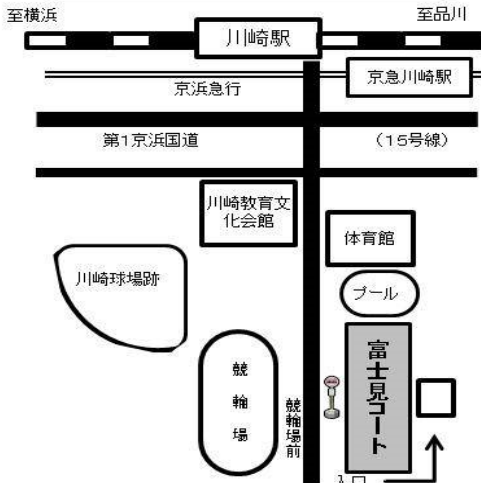 至横浜
至品川
川崎駅
京急川崎駅
京浜急行
第1京浜国道
（15号線）
川崎教育文
化会館
体育館
川崎球場跡
プール
競輪場
競輪場前
富士見コート
入口